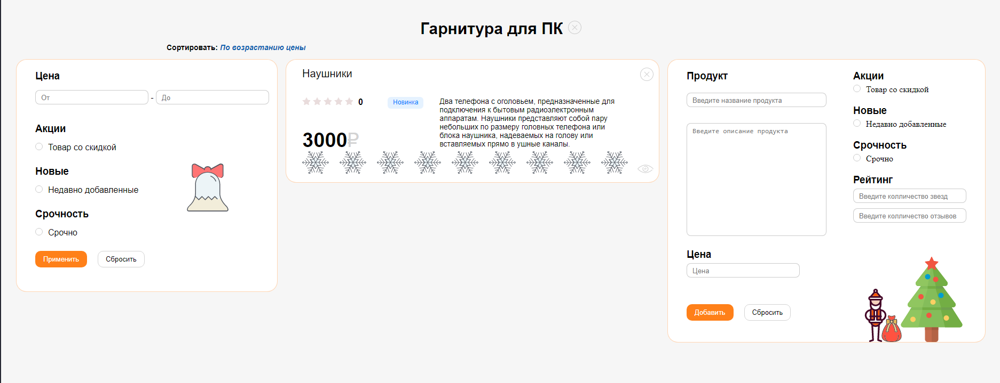 Гарнитура для ПК
Сортировать: По возрастанию цены
Цена
От - До
Акции
Товар со скидкой
Новые
Недавно добавленные
Срочность
Срочно
Применить Сбросить
Наушники
0 Новинка
3000₽
Два телефона с оголовьем, предназначенные для
подключения к бытовым радиоэлектронным
аппаратам. Наушники представляют собой пару
небольших по размеру головных телефона или
блока наушника, надеваемых на голову или
вставляемых прямо в ушные каналы.
Продукт
Введите название продукта
Введите описание продукта
Цена
Цена
Добавить Сбросить
Акции
Товар со скидкой
Новые
Недавно добавленные
Срочность
Срочно
Рейтинг
Введите колличество звезд
Введите колличество отзывов